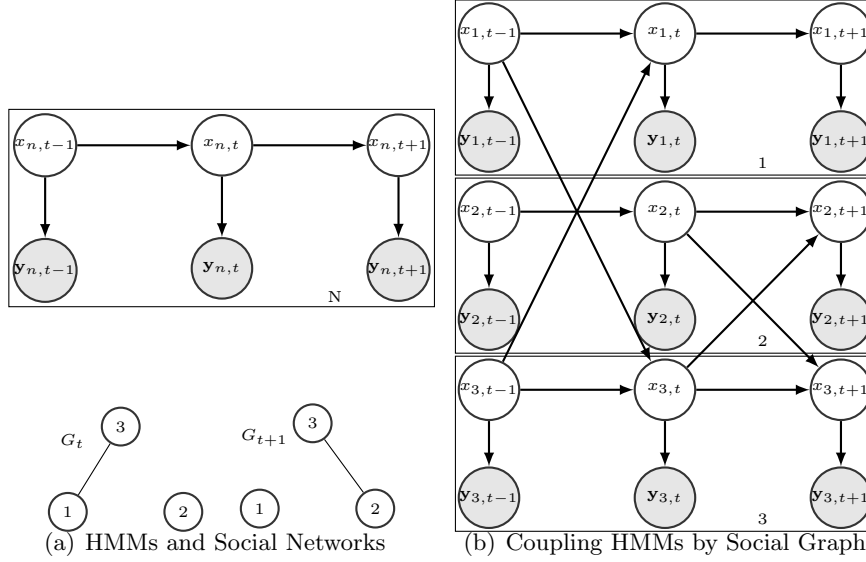 x_{n,t−1} x_{n,t} x_{n,t+1}
y_{n,t−1} y_{n,t} y_{n,t+1}
N
G_t 3 G_{t+1} 3
1 2 1 2
(a) HMMs and Social Networks
x_{1,t−1} x_{1,t} x_{1,t+1}
y_{1,t−1} y_{1,t} y_{1,t+1}
1
x_{2,t−1} x_{2,t} x_{2,t+1}
y_{2,t−1} y_{2,t} y_{2,t+1}
2
x_{3,t−1} x_{3,t} x_{3,t+1}
y_{3,t−1} y_{3,t} y_{3,t+1}
3
(b) Coupling HMMs by Social Graph